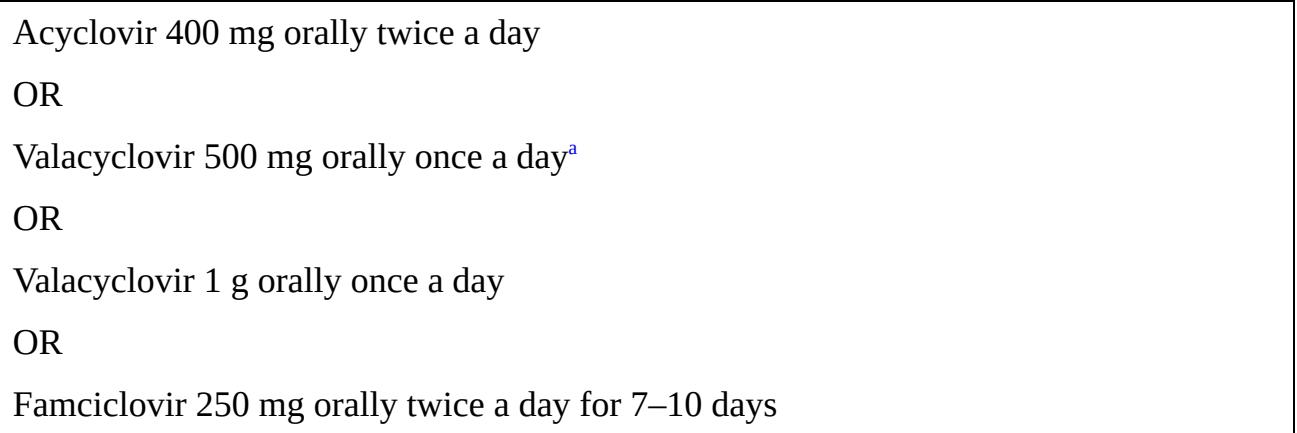 Acyclovir 400 mg orally twice a day
OR
Valacyclovir 500 mg orally once a dayᵃ
OR
Valacyclovir 1 g orally once a day
OR
Famciclovir 250 mg orally twice a day for 7–10 days